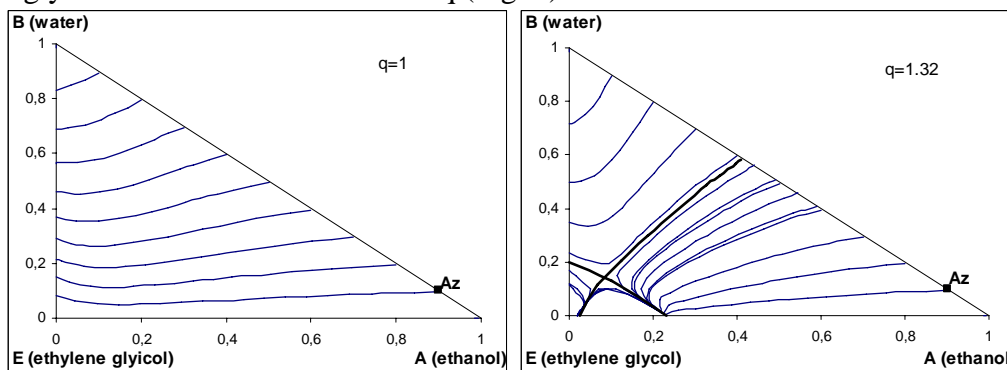 B (water)
q=1
1
0,8
0,6
0,4
0,2
0
Az
0 0,2 0,4 0,6 0,8 1
E (ethylene glyicol) A (ethanol)
B (water)
q=1.32
1
0,8
0,6
0,4
0,2
0
Az
0 0,2 0,4 0,6 0,8 1
E (ethylene glycol) A (ethanol)